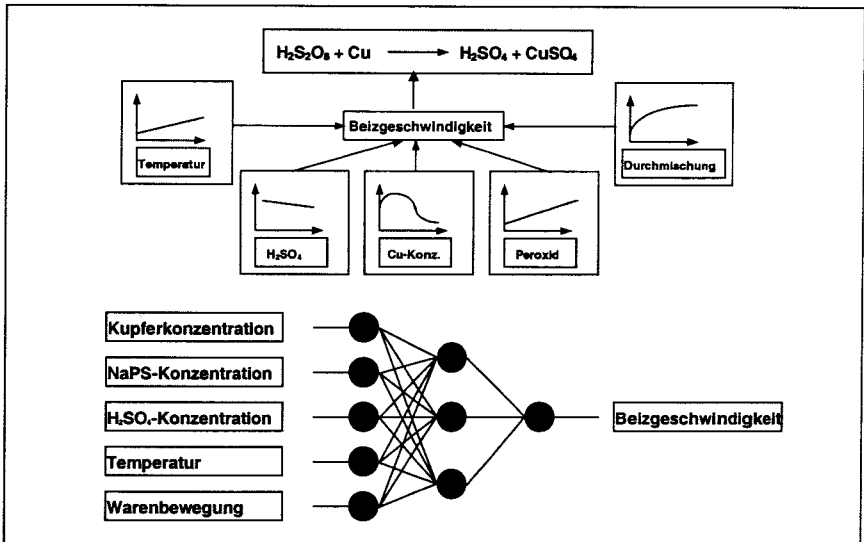 H₂S₂O₈ + Cu ⟶ H₂SO₄ + CuSO₄
Beizgeschwindigkeit
Temperatur
Durchmischung
H₂SO₄
Cu-Konz.
Peroxid
Kupferkonzentration
NaPS-Konzentration
H₂SO₄-Konzentration
Beizgeschwindigkeit
Temperatur
Warenbewegung